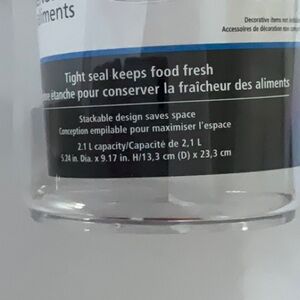 aliments
Decorative items not
Accessoires de décoration non
Tight seal keeps food fresh
étanche pour conserver la fraîcheur des aliments
Stackable design saves space
Conception empilable pour maximiser l'espace
2.1 L capacity/Capacité de 2,1 L
5.24 in. Dia. x 9.17 in. H/13,3 cm (D) x 23,3 cm